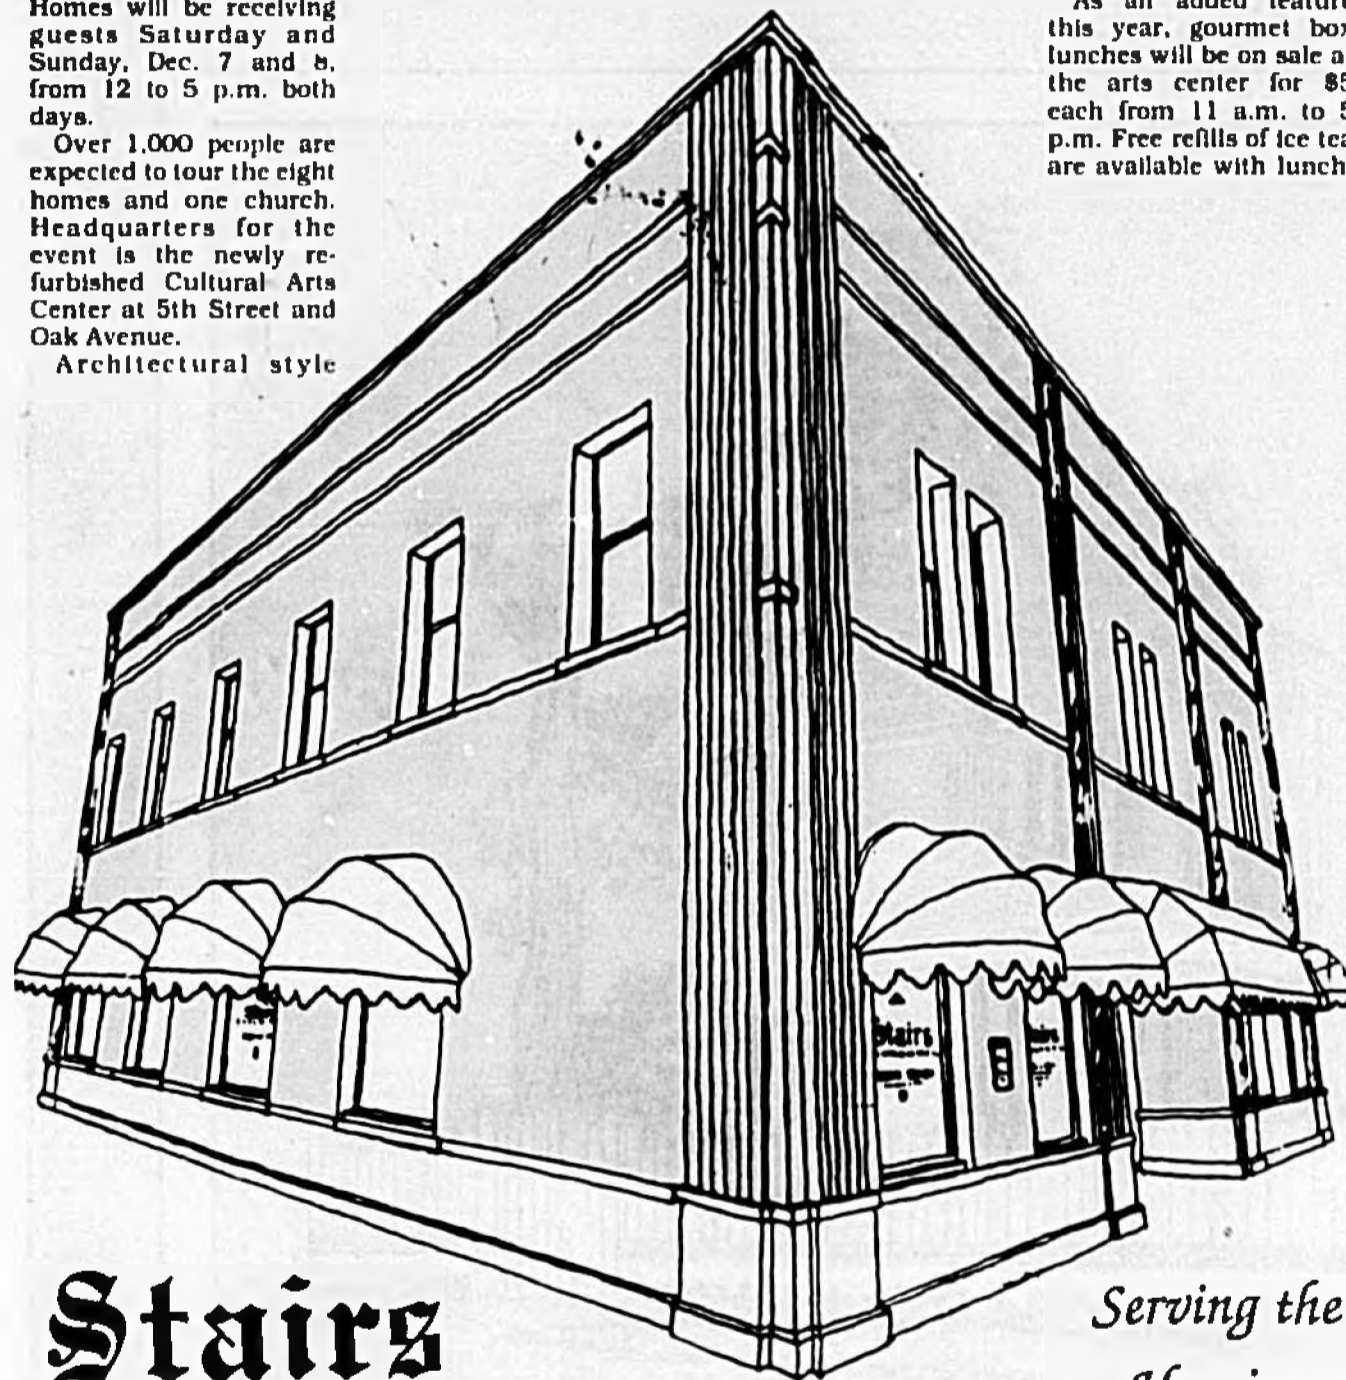 Homes will be receiving
guests Saturday and
Sunday, Dec. 7 and 8,
from 12 to 5 p.m. both
days.
Over 1,000 people are
expected to tour the eight
homes and one church.
Headquarters for the
event is the newly re-
furbished Cultural Arts
Center at 5th Street and
Oak Avenue.
Architectural style
As an added feature
this year, gourmet box
lunches will be on sale a
the arts center for $5
each from 11 a.m. to 5
p.m. Free refills of ice tea
are available with lunch
Stairs
Stairs
Serving the